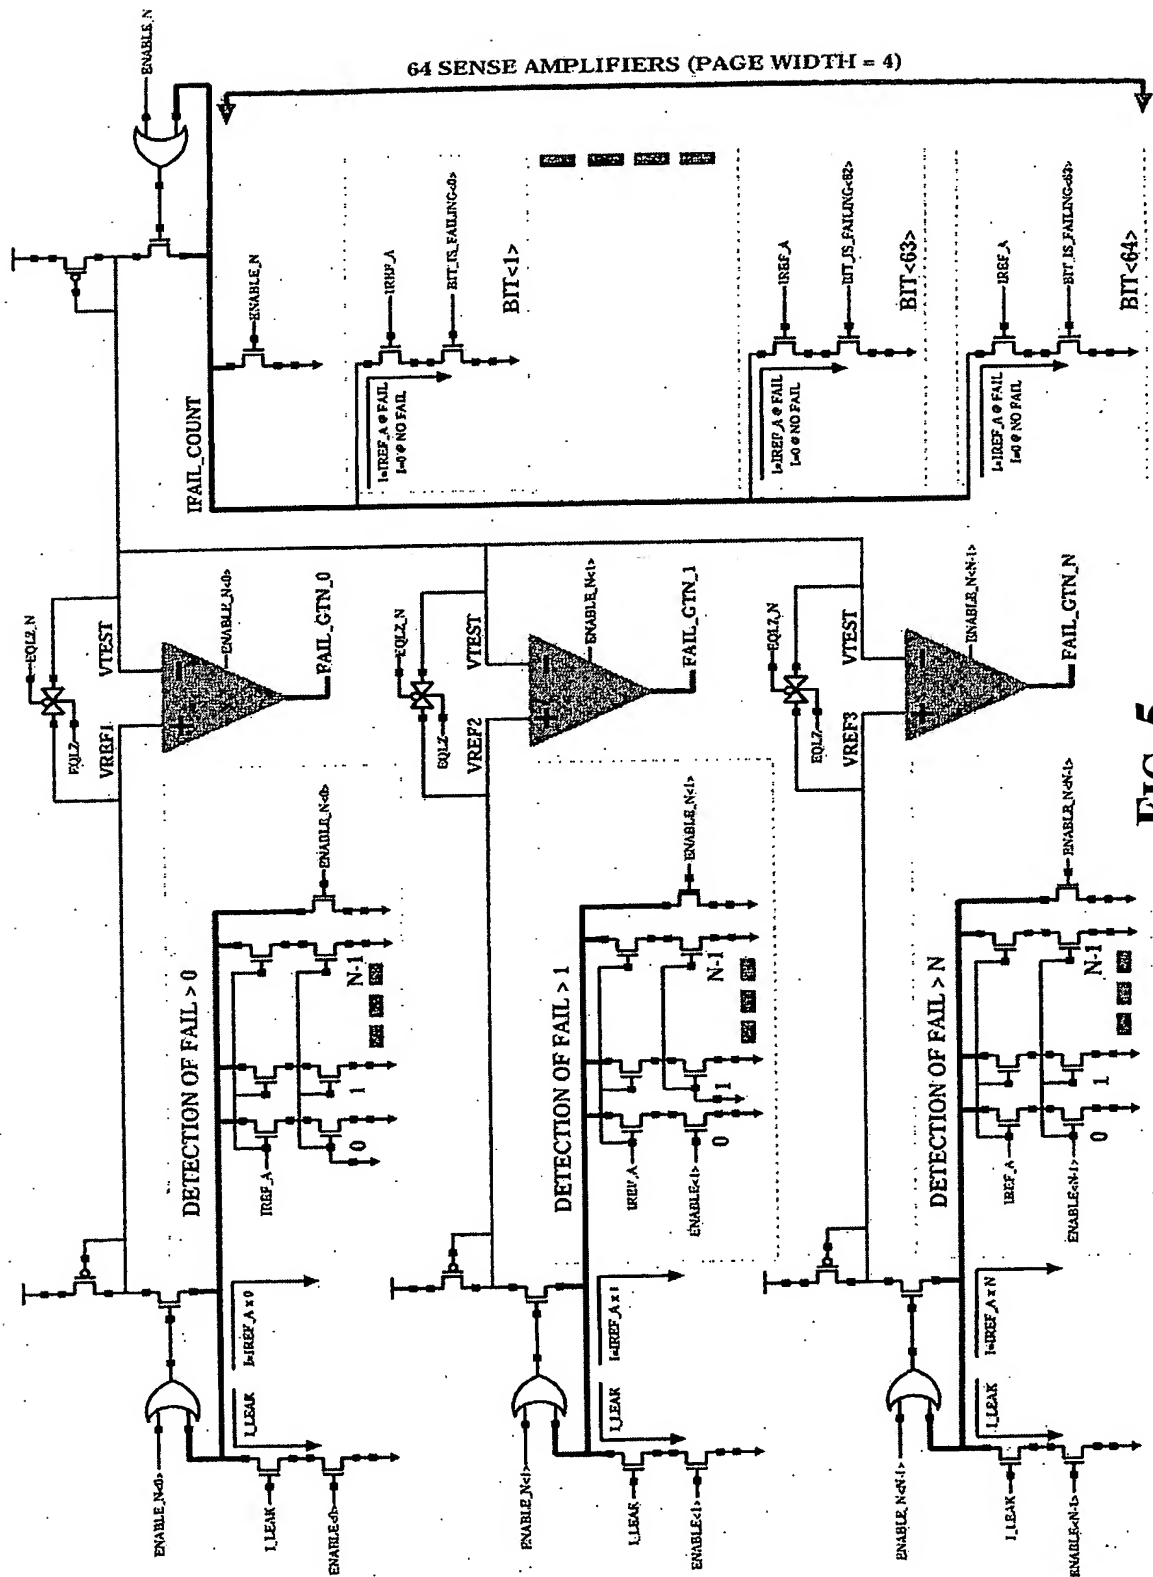 64 SENSE AMPLIFIERS (PAGE WIDTH = 4)
ENABLE_N
IFAIL_COUNT
ENABLE_N
I=IREF_A @ FAIL
I=0 @ NO FAIL
IREF_A
BIT_IS_FAILING<0>
BIT<1>
I=IREF_A @ FAIL
I=0 @ NO FAIL
IREF_A
BIT_IS_FAILING<62>
BIT<63>
I=IREF_A @ FAIL
I=0 @ NO FAIL
IREF_A
BIT_IS_FAILING<63>
BIT<64>
EQLZ_N
EQLZ
VREF1
VTEST
+
−
ENABLE_N<0>
FAIL_GTN_0
EQLZ_N
EQLZ
VREF2
VTEST
+
−
ENABLE_N<1>
FAIL_GTN_1
EQLZ_N
EQLZ
VREF3
VTEST
+
−
ENABLE_N<N-1>
FAIL_GTN_N
DETECTION OF FAIL > 0
ENABLE_N<0>
I_LEAK
I=IREF_A x 0
I_LEAK
IREF_A
0
1
N-1
ENABLE_N<0>
DETECTION OF FAIL > 1
ENABLE_N<1>
I_LEAK
I=IREF_A x 1
I_LEAK
ENABLE<1>
IREF_A
ENABLE<1>
0
1
N-1
ENABLE_N<1>
DETECTION OF FAIL > N
ENABLE_N<N-1>
I_LEAK
I=IREF_A x N
I_LEAK
ENABLE<N-1>
IREF_A
ENABLE<N-1>
0
1
N-1
ENABLE_N<N-1>
FIG. 5